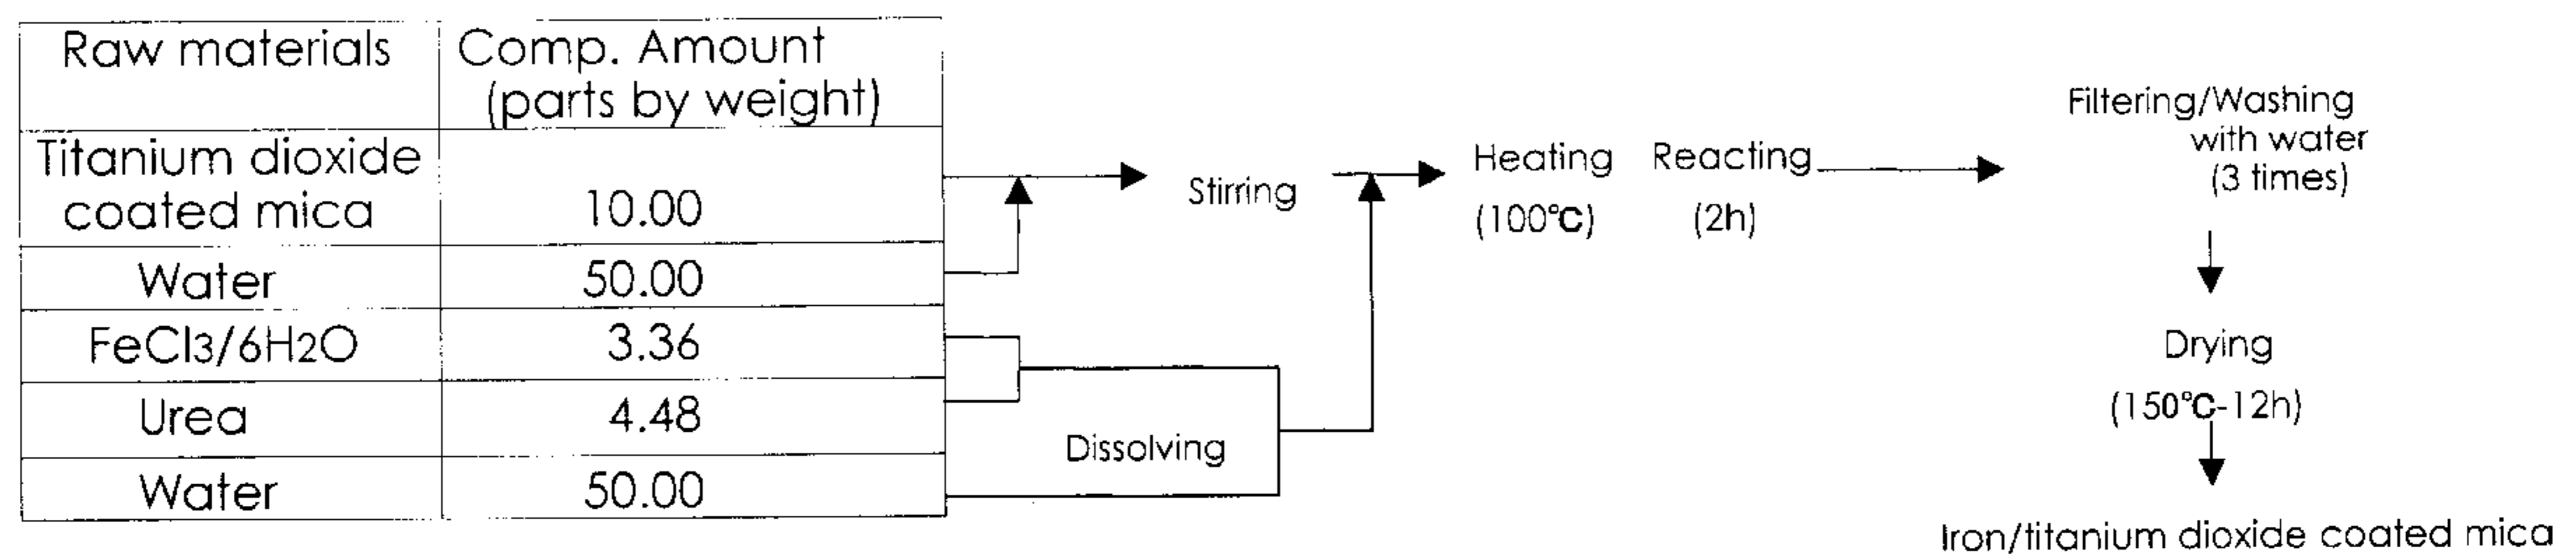 Raw materials
Comp. Amount
(parts by weight)
Titanium dioxide
coated mica
10.00
Water
50.00
FeCl3/6H2O
3.36
Urea
4.48
Water
50.00
Stirring
Dissolving
Heating
(100℃)
Reacting
(2h)
Filtering/Washing
with water
(3 times)
Drying
(150℃-12h)
Iron/titanium dioxide coated mica